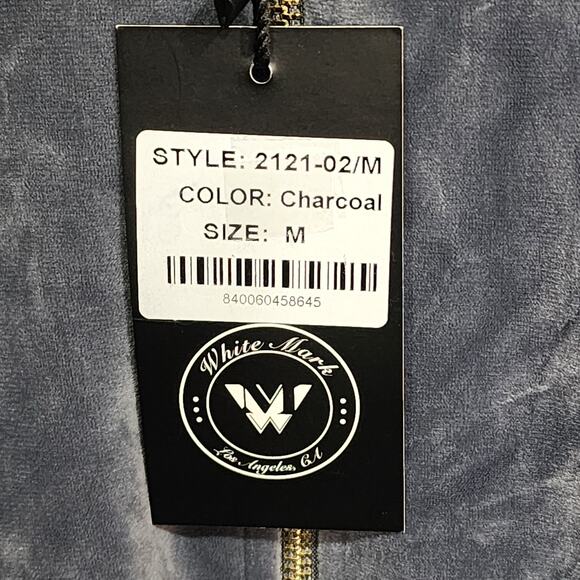 STYLE: 2121-02/M
COLOR: Charcoal
SIZE: M
840060458645
White Mark
W
Los Angeles, CA